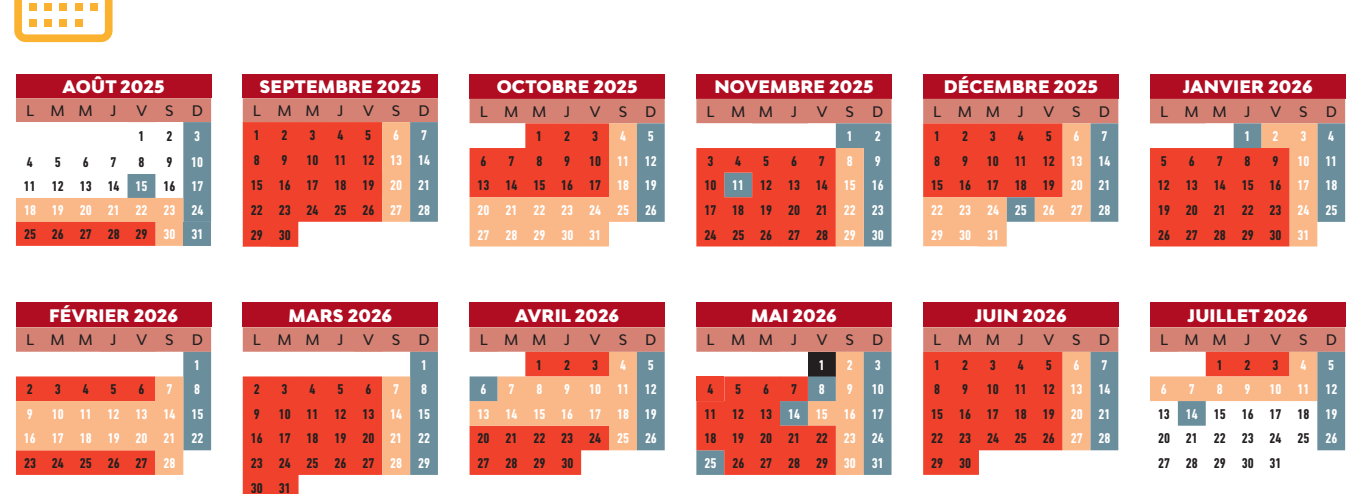 AOÛT 2025
L M M J V S D
1 2 3
4 5 6 7 8 9 10
11 12 13 14 15 16 17
18 19 20 21 22 23 24
25 26 27 28 29 30 31
SEPTEMBRE 2025
L M M J V S D
1 2 3 4 5 6 7
8 9 10 11 12 13 14
15 16 17 18 19 20 21
22 23 24 25 26 27 28
29 30
OCTOBRE 2025
L M M J V S D
1 2 3 4 5
6 7 8 9 10 11 12
13 14 15 16 17 18 19
20 21 22 23 24 25 26
27 28 29 30 31
NOVEMBRE 2025
L M M J V S D
1 2
3 4 5 6 7 8 9
10 11 12 13 14 15 16
17 18 19 20 21 22 23
24 25 26 27 28 29 30
DÉCEMBRE 2025
L M M J V S D
1 2 3 4 5 6 7
8 9 10 11 12 13 14
15 16 17 18 19 20 21
22 23 24 25 26 27 28
29 30 31
JANVIER 2026
L M M J V S D
1 2 3 4
5 6 7 8 9 10 11
12 13 14 15 16 17 18
19 20 21 22 23 24 25
26 27 28 29 30 31
FÉVRIER 2026
L M M J V S D
1
2 3 4 5 6 7 8
9 10 11 12 13 14 15
16 17 18 19 20 21 22
23 24 25 26 27 28
MARS 2026
L M M J V S D
1
2 3 4 5 6 7 8
9 10 11 12 13 14 15
16 17 18 19 20 21 22
23 24 25 26 27 28 29
30 31
AVRIL 2026
L M M J V S D
1 2 3 4 5
6 7 8 9 10 11 12
13 14 15 16 17 18 19
20 21 22 23 24 25 26
27 28 29 30
MAI 2026
L M M J V S D
1 2 3
4 5 6 7 8 9 10
11 12 13 14 15 16 17
18 19 20 21 22 23 24
25 26 27 28 29 30 31
JUIN 2026
L M M J V S D
1 2 3 4 5 6 7
8 9 10 11 12 13 14
15 16 17 18 19 20 21
22 23 24 25 26 27 28
29 30
JUILLET 2026
L M M J V S D
1 2 3 4 5
6 7 8 9 10 11 12
13 14 15 16 17 18 19
20 21 22 23 24 25 26
27 28 29 30 31